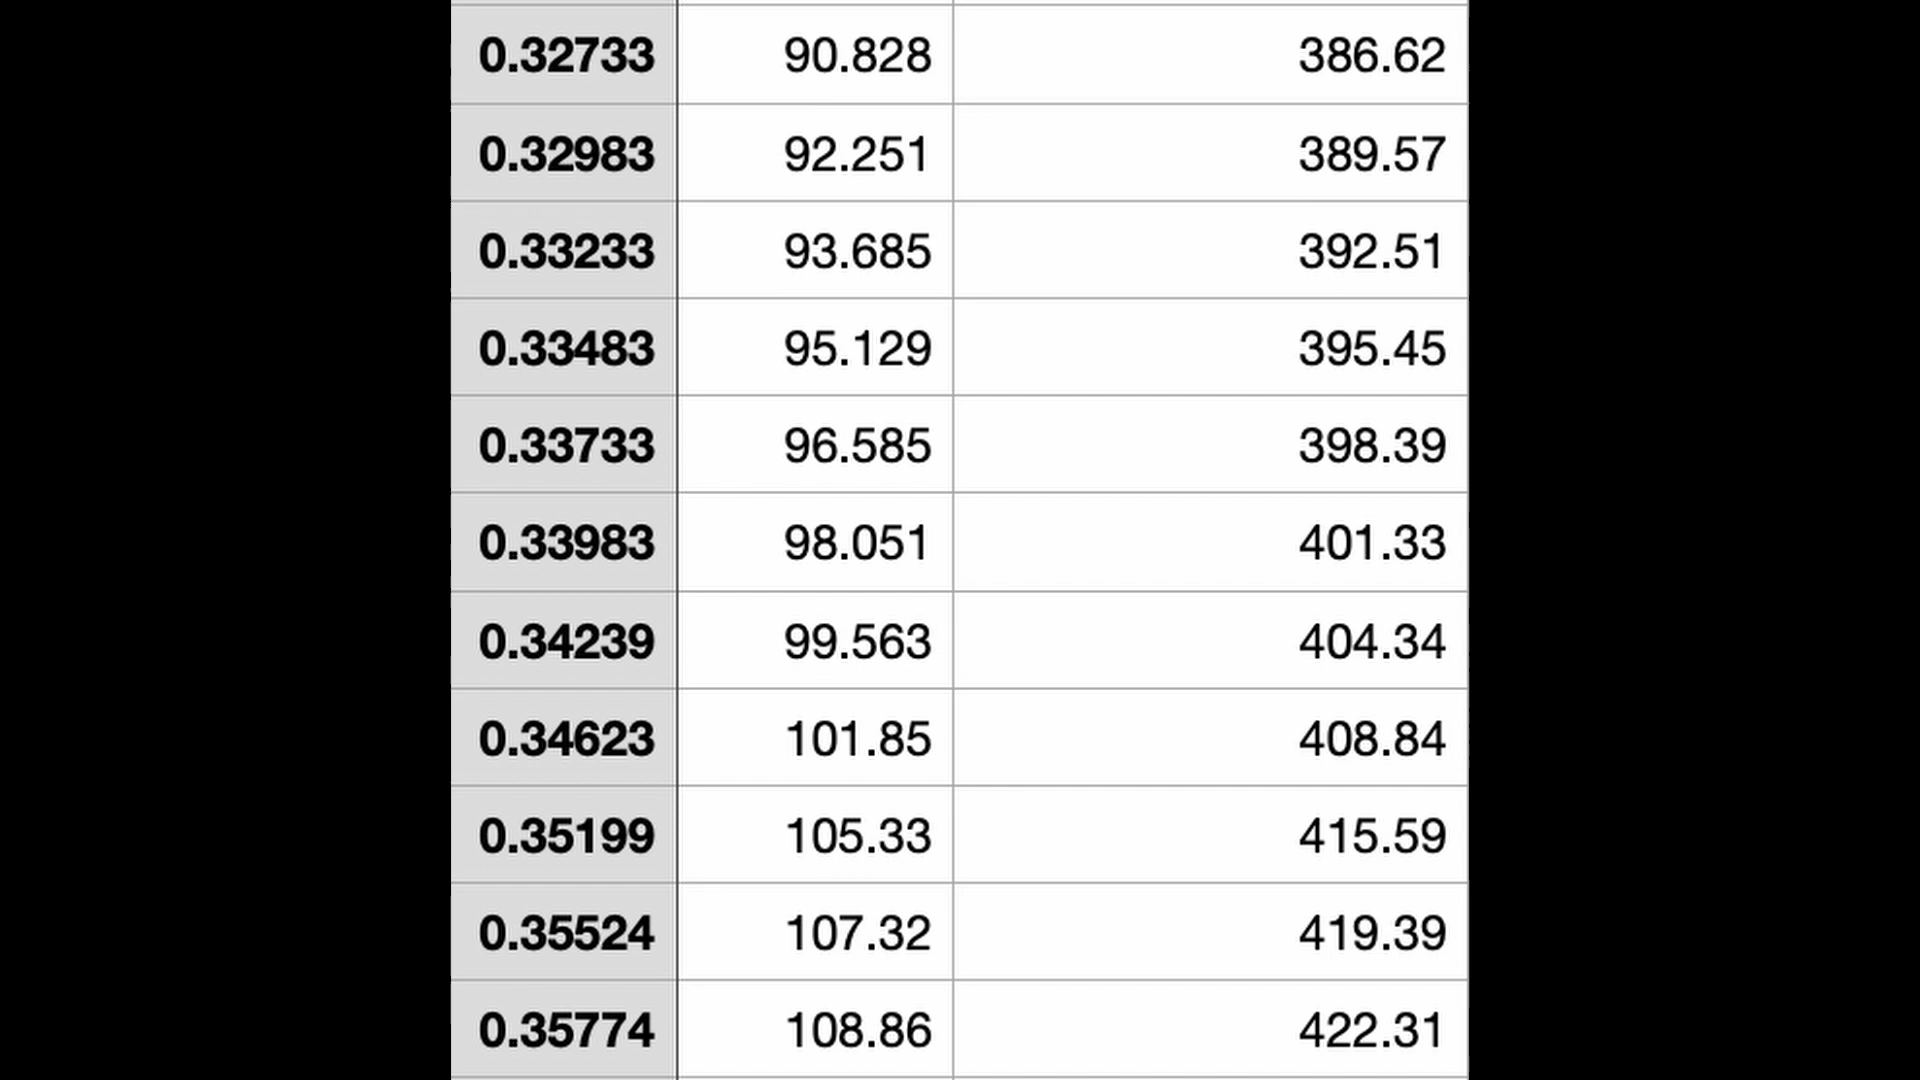 0.32733 90.828 386.62
0.32983 92.251 389.57
0.33233 93.685 392.51
0.33483 95.129 395.45
0.33733 96.585 398.39
0.33983 98.051 401.33
0.34239 99.563 404.34
0.34623 101.85 408.84
0.35199 105.33 415.59
0.35524 107.32 419.39
0.35774 108.86 422.31